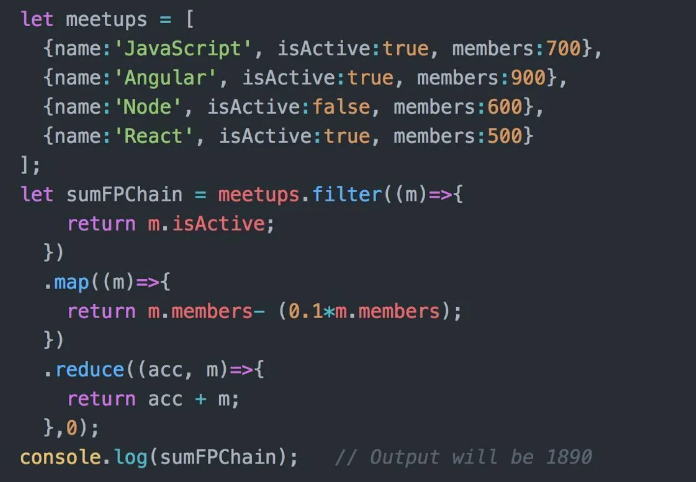 let meetups = [
  {name:'JavaScript', isActive:true, members:700},
  {name:'Angular', isActive:true, members:900},
  {name:'Node', isActive:false, members:600},
  {name:'React', isActive:true, members:500}
];
let sumFPChain = meetups.filter((m)=>{
    return m.isActive;
  })
  .map((m)=>{
    return m.members- (0.1*m.members);
  })
  .reduce((acc, m)=>{
    return acc + m;
  },0);
console.log(sumFPChain);   // Output will be 1890